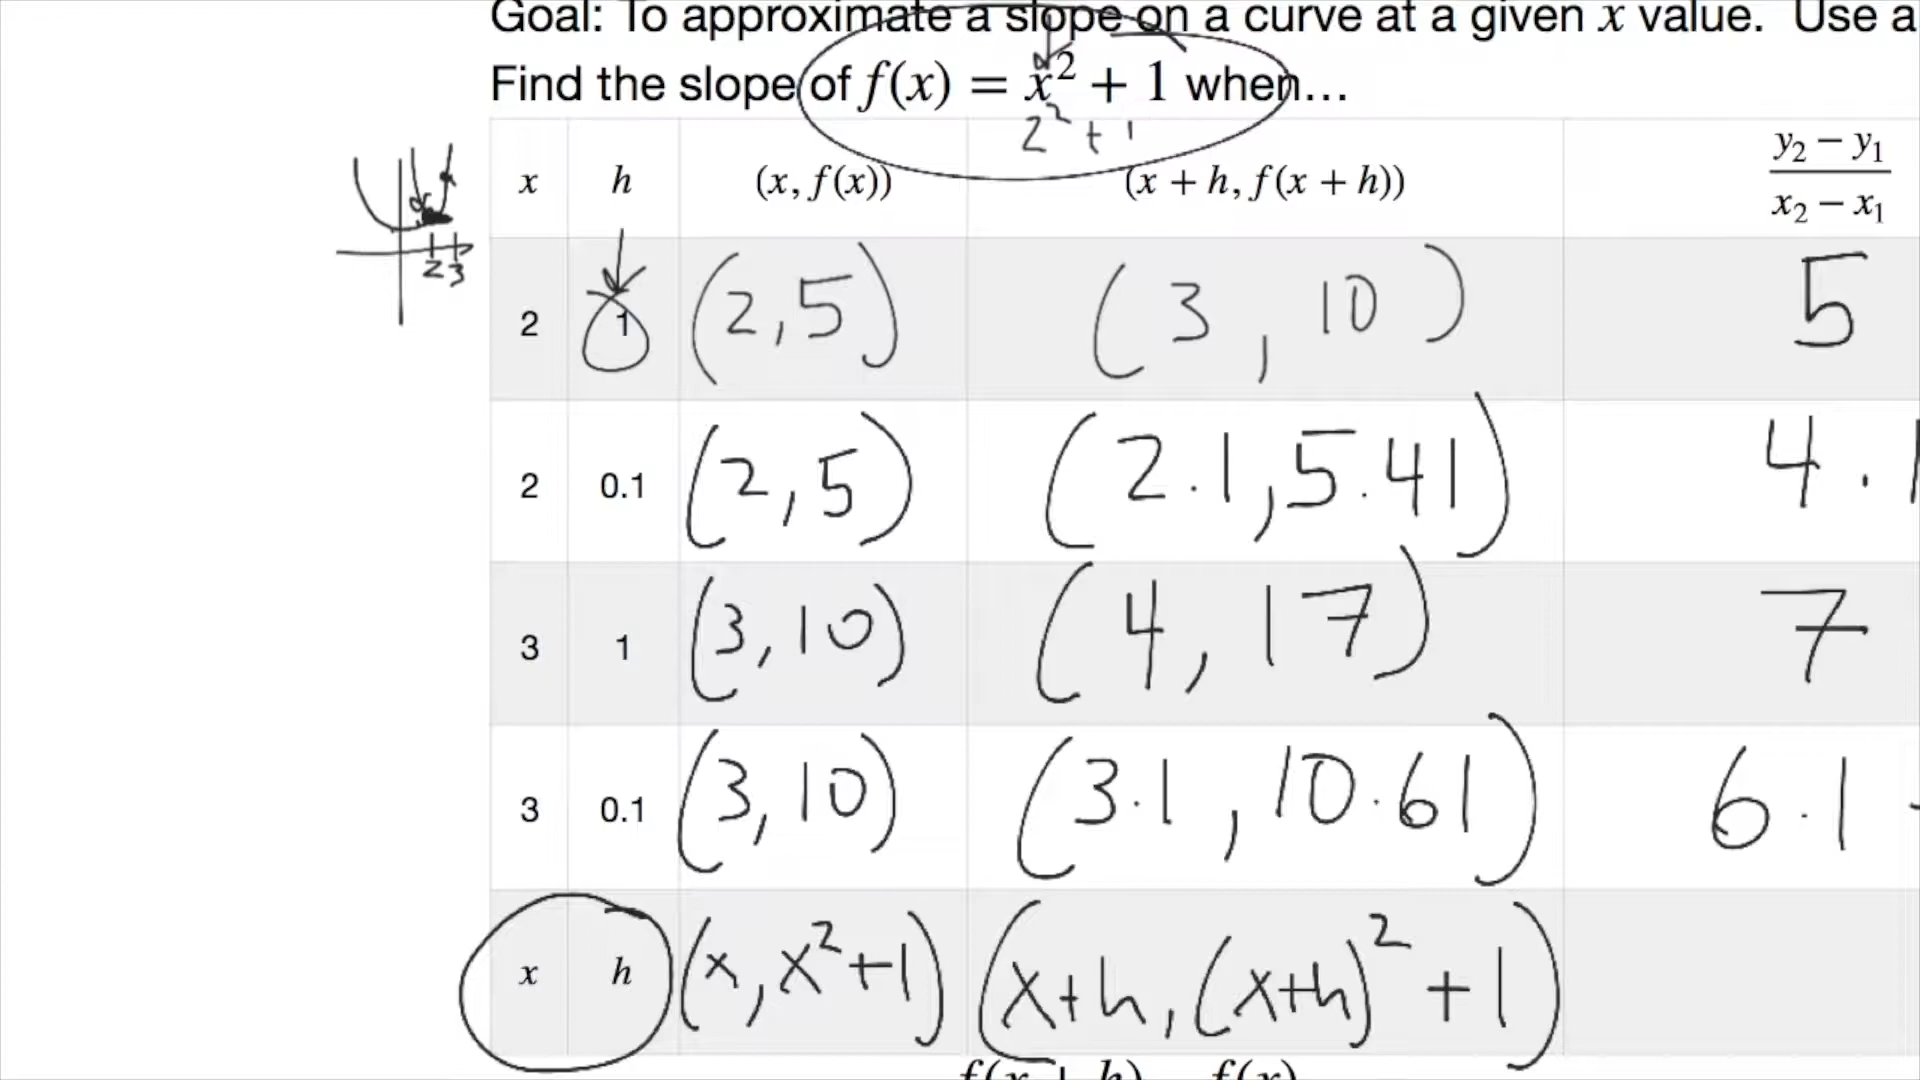 Goal: To approximate a slope on a curve at a given x value. Use a
Find the slope of f(x) = x² + 1 when...
2² + 1
x h (x, f(x)) (x + h, f(x + h)) y₂ − y₁ / x₂ − x₁
2 3
2 1 (2, 5) (3, 10) 5
2 0.1 (2, 5) (2.1, 5.41) 4.1
3 1 (3, 10) (4, 17) 7
3 0.1 (3, 10) (3.1, 10.61) 6.1
x h (x, x²+1) (x+h, (x+h)² + 1)
f(x + h) − f(x)